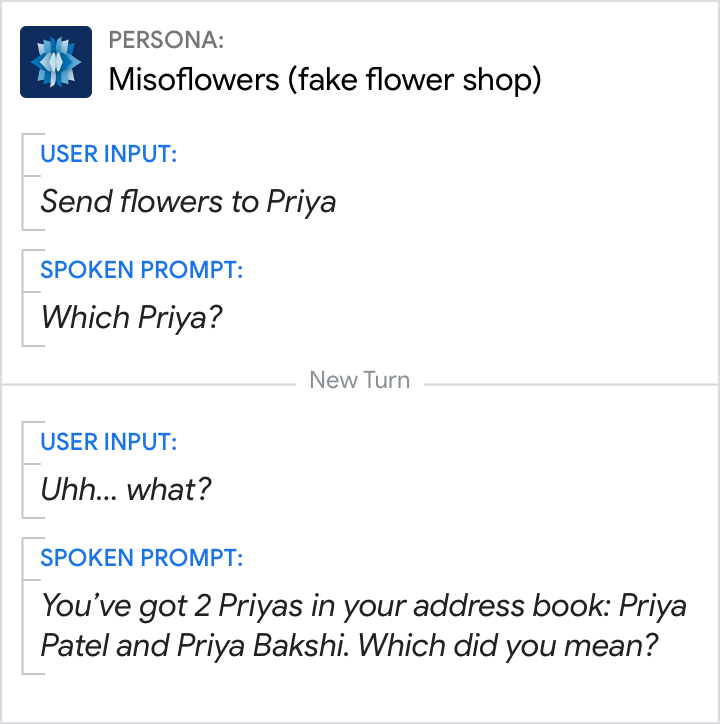 PERSONA:
Misoflowers (fake flower shop)
USER INPUT:
Send flowers to Priya
SPOKEN PROMPT:
Which Priya?
New Turn
USER INPUT:
Uhh... what?
SPOKEN PROMPT:
You’ve got 2 Priyas in your address book: Priya
Patel and Priya Bakshi. Which did you mean?